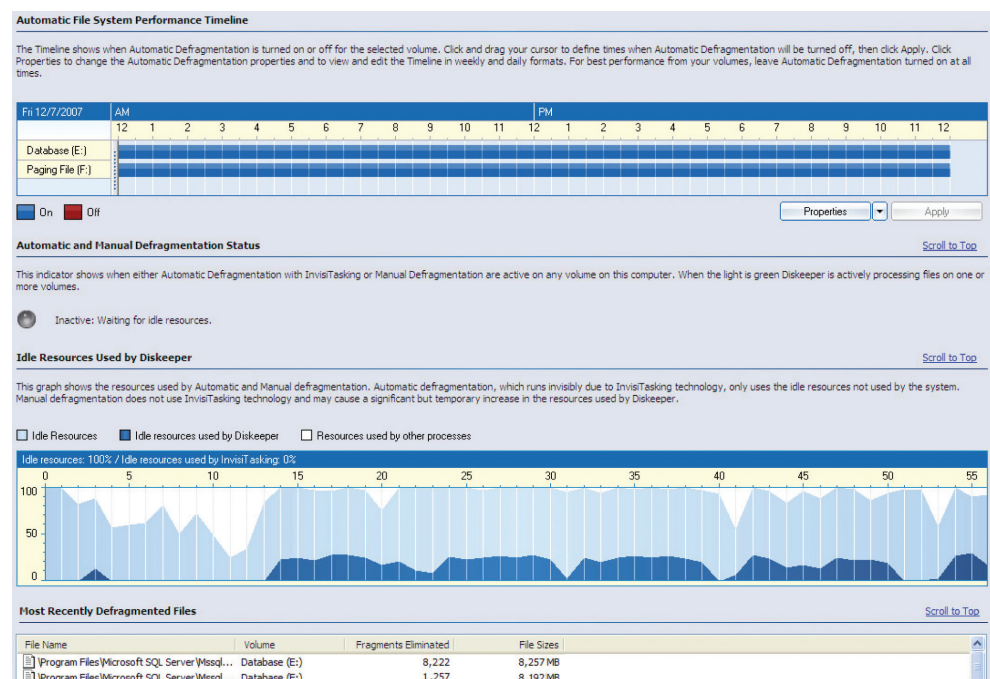 Automatic File System Performance Timeline
The Timeline shows when Automatic Defragmentation is turned on or off for the selected volume. Click and drag your cursor to define times when Automatic Defragmentation will be turned off, then click Apply. Click
Properties to change the Automatic Defragmentation properties and to view and edit the Timeline in weekly and daily formats. For best performance from your volumes, leave Automatic Defragmentation turned on at all
times.
Fri 12/7/2007 AM PM
12 1 2 3 4 5 6 7 8 9 10 11 12 1 2 3 4 5 6 7 8 9 10 11 12
Database (E:)
Paging File (F:)
On Off Properties Apply
Automatic and Manual Defragmentation Status Scroll to Top
This indicator shows when either Automatic Defragmentation with InvisiTasking or Manual Defragmentation are active on any volume on this computer. When the light is green Diskeeper is actively processing files on one or
more volumes.
Inactive: Waiting for idle resources.
Idle Resources Used by Diskeeper Scroll to Top
This graph shows the resources used by Automatic and Manual defragmentation. Automatic defragmentation, which runs invisibly due to InvisiTasking technology, only uses the idle resources not used by the system.
Manual defragmentation does not use InvisiTasking technology and may cause a significant but temporary increase in the resources used by Diskeeper.
Idle Resources Idle resources used by Diskeeper Resources used by other processes
Idle resources: 100% / Idle resources used by InvisiTasking: 0%
0 5 10 15 20 25 30 35 40 45 50 55
100
50
0
Most Recently Defragmented Files Scroll to Top
File Name Volume Fragments Eliminated File Sizes
\Program Files\Microsoft SQL Server\Mssql... Database (E:) 8,222 8,257 MB
\Program Files\Microsoft SQL Server\Mssql... Database (E:) 1,257 8,192 MB